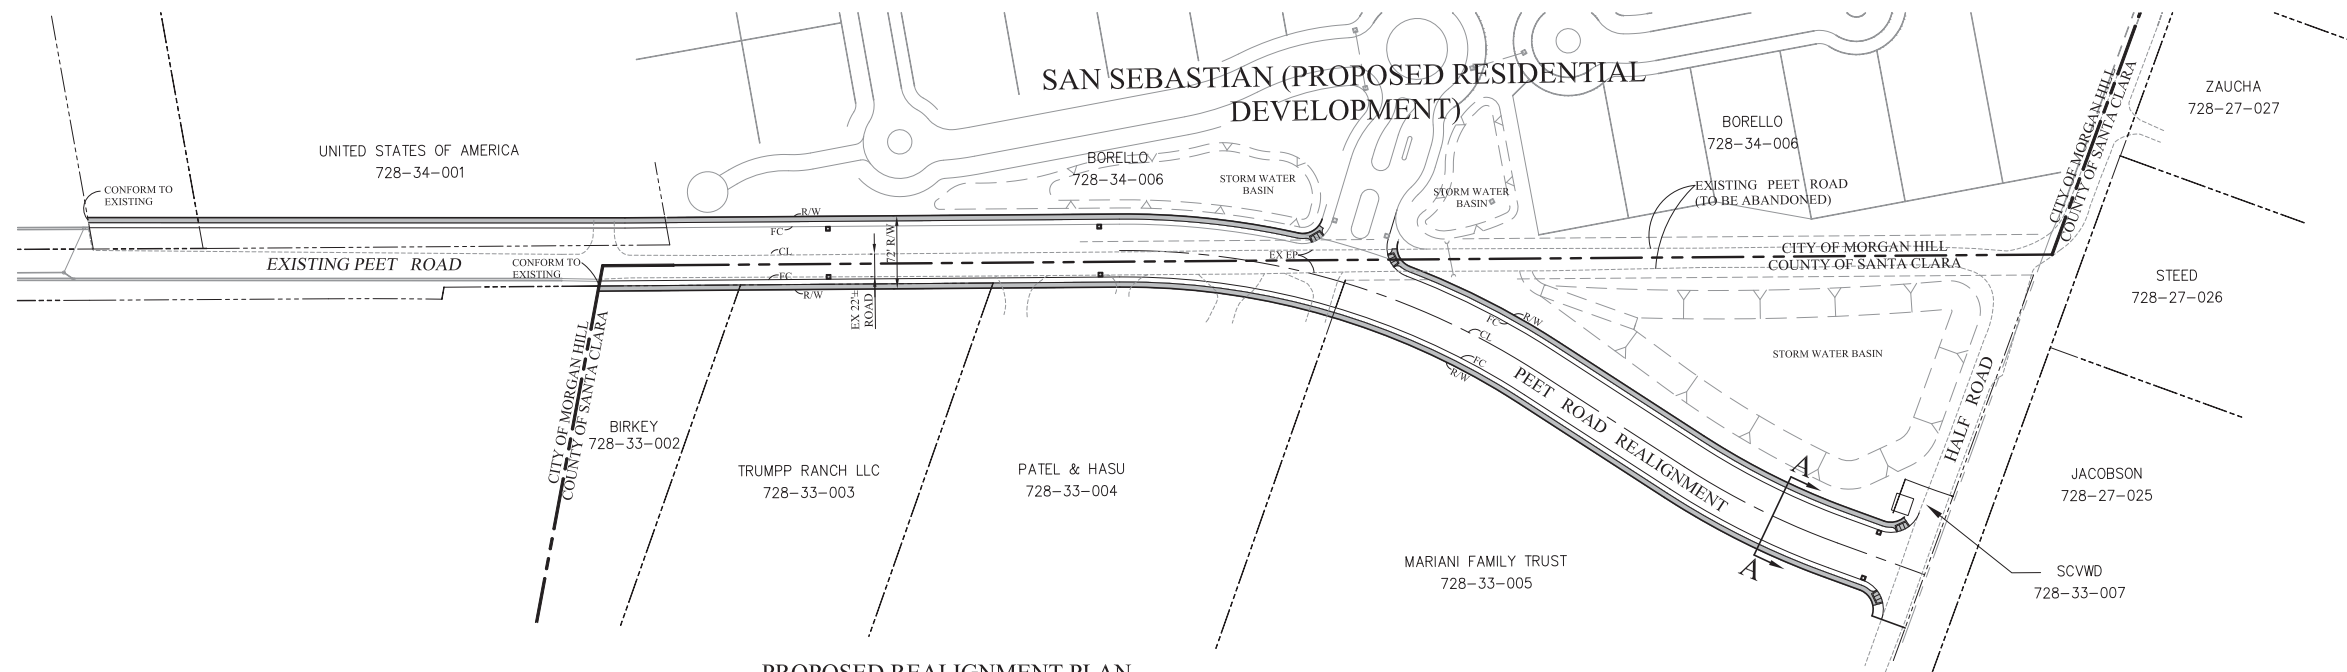 SAN SEBASTIAN (PROPOSED RESIDENTIAL
DEVELOPMENT)
ZAUCHA
728-27-027
UNITED STATES OF AMERICA
728-34-001
BORELLO
728-34-006
STORM WATER
BASIN
STORM WATER
BASIN
BORELLO
728-34-006
EXISTING PEET ROAD
(TO BE ABANDONED)
CITY OF MORGAN HILL
COUNTY OF SANTA CLARA
CONFORM TO
EXISTING
R/W
FC
CL
FC
R/W
72' R/W
EX 22'±
ROAD
EX EP
EXISTING PEET ROAD
CONFORM TO
EXISTING
CITY OF MORGAN HILL
COUNTY OF SANTA CLARA
STEED
728-27-026
CITY OF MORGAN HILL
COUNTY OF SANTA CLARA
FC
R/W
CL
FC
R/W
PEET ROAD REALIGNMENT
STORM WATER BASIN
HALF ROAD
BIRKEY
728-33-002
TRUMPP RANCH LLC
728-33-003
PATEL & HASU
728-33-004
A
A
JACOBSON
728-27-025
MARIANI FAMILY TRUST
728-33-005
SCVWD
728-33-007
PROPOSED REALIGNMENT PLAN